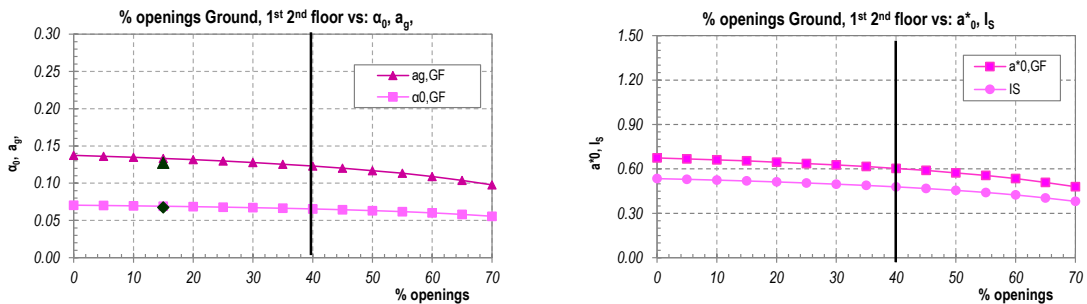 % openings Ground, 1st 2nd floor vs: α0, ag,
0.30
0.25
0.20
0.15
0.10
0.05
0.00
α0, ag,
ag,GF
α0,GF
0 10 20 30 40 50 60 70
% openings
% openings Ground, 1st 2nd floor vs: a*0, IS
1.50
1.20
0.90
0.60
0.30
0.00
a*0, IS
a*0,GF
IS
0 10 20 30 40 50 60 70
% openings